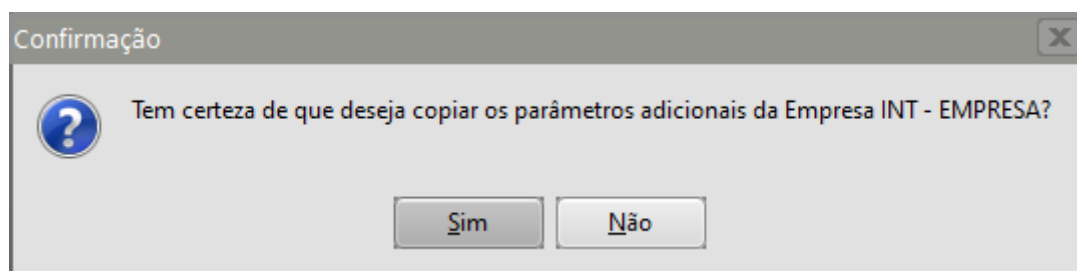 Confirmação
Tem certeza de que deseja copiar os parâmetros adicionais da Empresa INT - EMPRESA?
Sim
Não